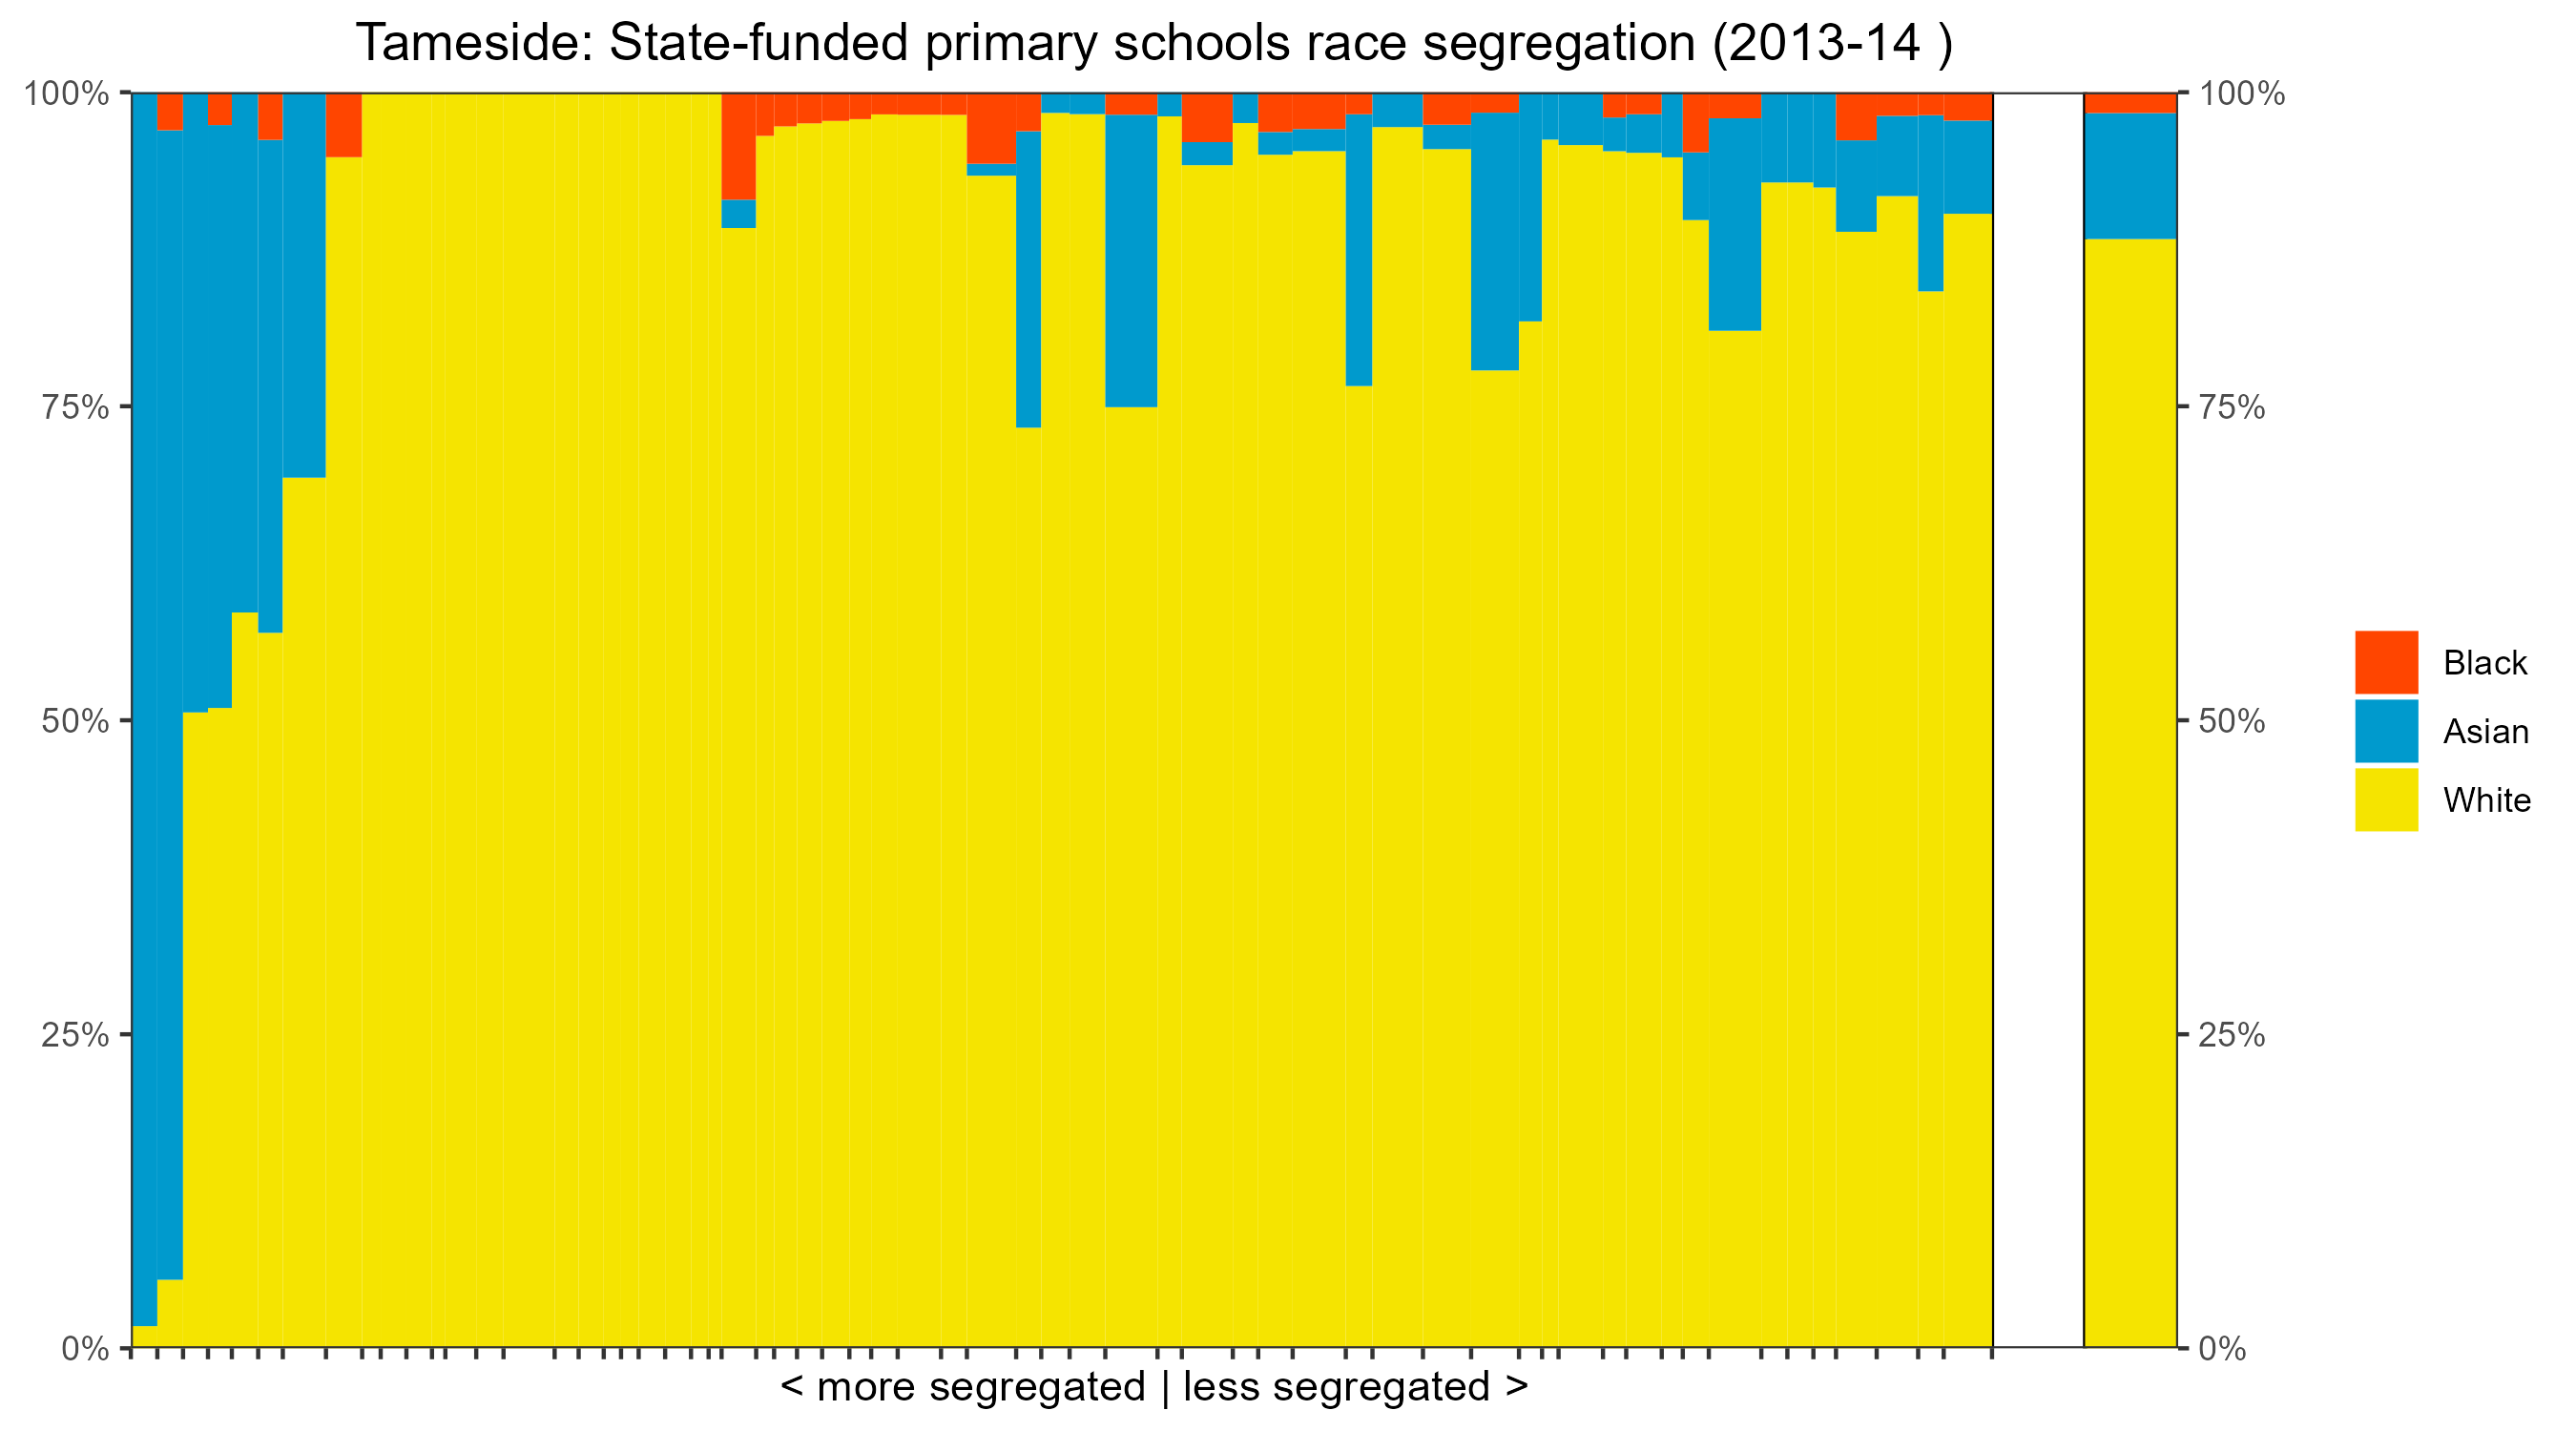 Tameside: State-funded primary schools race segregation (2013-14 )
100%
75%
50%
25%
0%
100%
75%
50%
25%
0%
Black
Asian
White
< more segregated | less segregated >